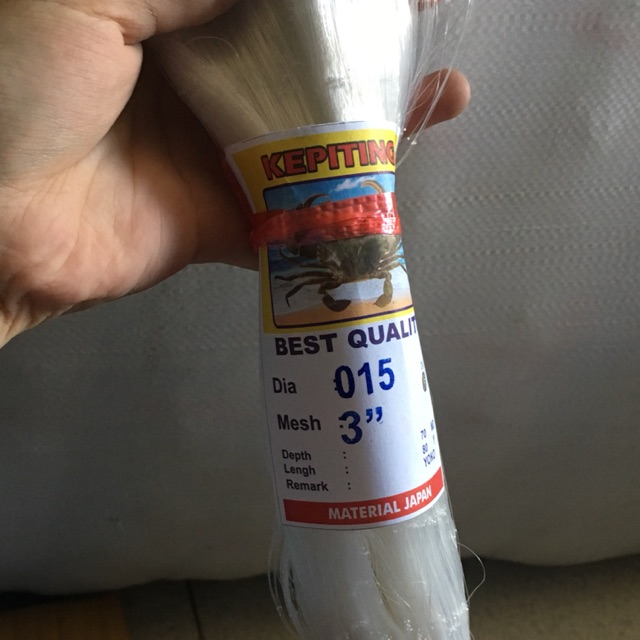 KEPITING
BEST QUALIT
Dia 015
Mesh : 3”
Depth :
Lengh :
Remark :
MATERIAL JAPAN